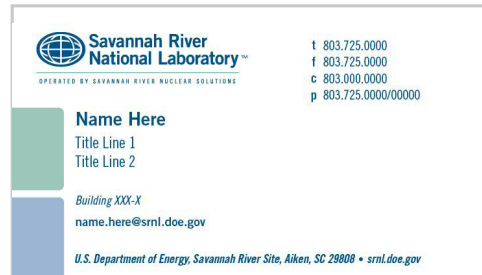 Savannah River
National Laboratory™
OPERATED BY SAVANNAH RIVER NUCLEAR SOLUTIONS
t 803.725.0000
f 803.725.0000
c 803.000.0000
p 803.725.0000/00000
Name Here
Title Line 1
Title Line 2
Building XXX-X
name.here@srnl.doe.gov
U.S. Department of Energy, Savannah River Site, Aiken, SC 29808 • srnl.doe.gov